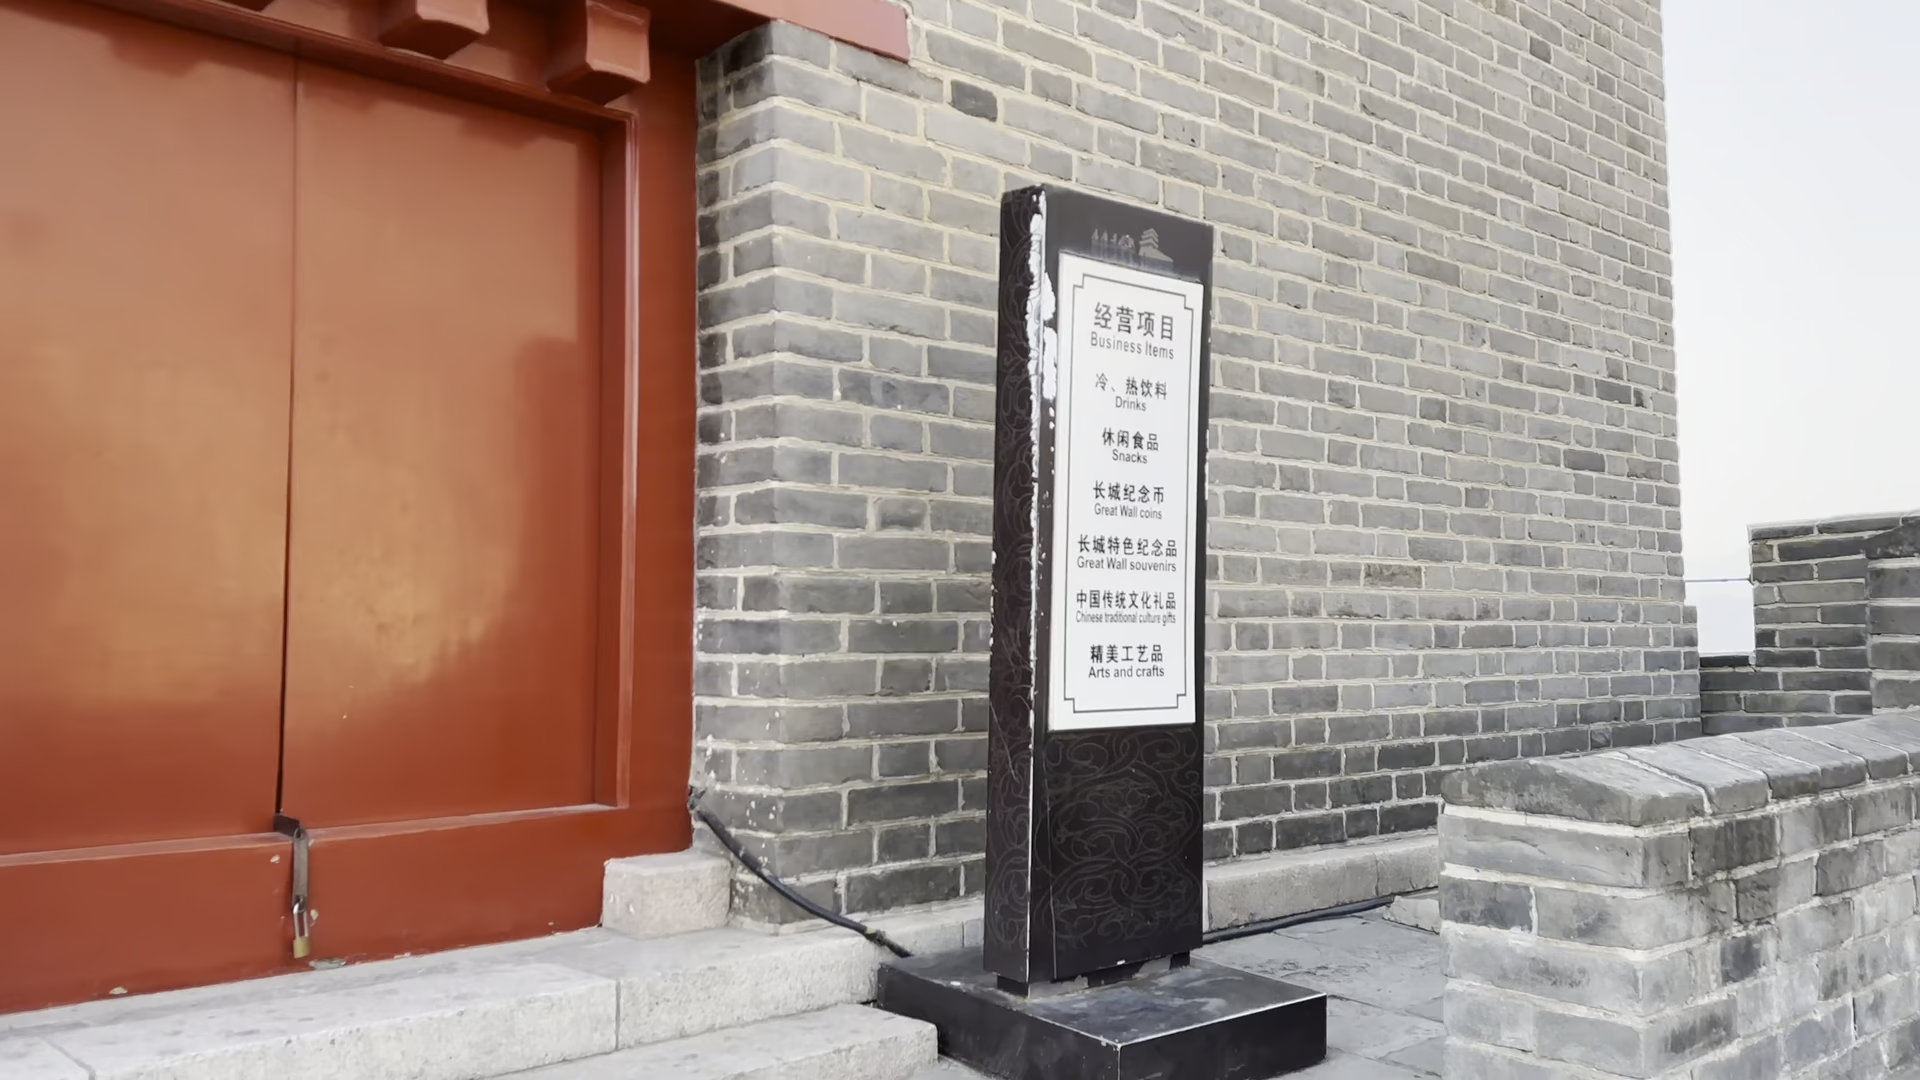 经营项目
Business Items
冷、热饮料
Drinks
休闲食品
Snacks
长城纪念币
Great Wall coins
长城特色纪念品
Great Wall souvenirs
中国传统文化礼品
Chinese traditional culture gifts
精美工艺品
Arts and crafts